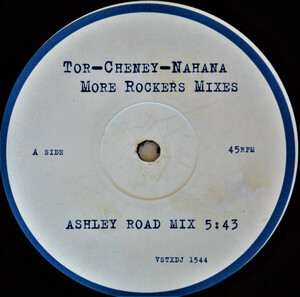 Tor–Cheney–Nahana
More Rockers Mixes
A SIDE 45RPM
ASHLEY ROAD MIX 5:43
VSTXDJ 1544